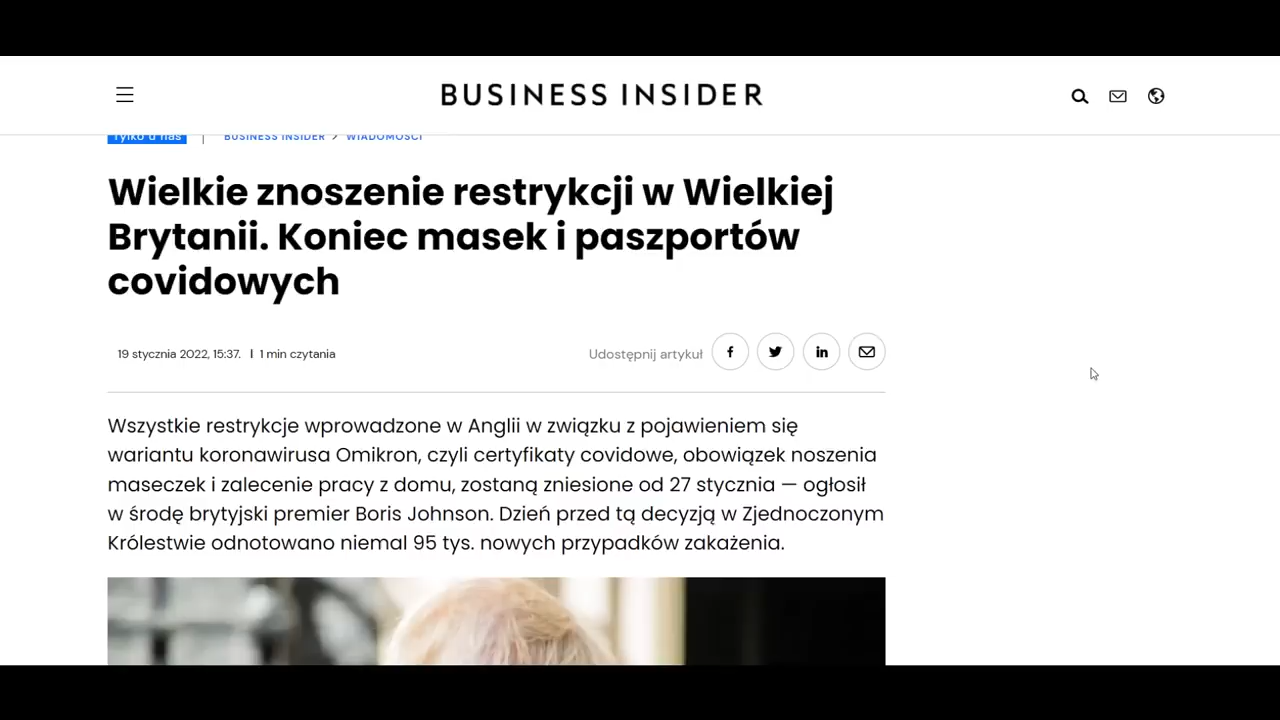 BUSINESS INSIDER
Tylko u nas | BUSINESS INSIDER > WIADOMOŚCI
Wielkie znoszenie restrykcji w Wielkiej
Brytanii. Koniec masek i paszportów
covidowych
19 stycznia 2022, 15:37. | 1 min czytania
Udostępnij artykuł
Wszystkie restrykcje wprowadzone w Anglii w związku z pojawieniem się
wariantu koronawirusa Omikron, czyli certyfikaty covidowe, obowiązek noszenia
maseczek i zalecenie pracy z domu, zostaną zniesione od 27 stycznia — ogłosił
w środę brytyjski premier Boris Johnson. Dzień przed tą decyzją w Zjednoczonym
Królestwie odnotowano niemal 95 tys. nowych przypadków zakażenia.